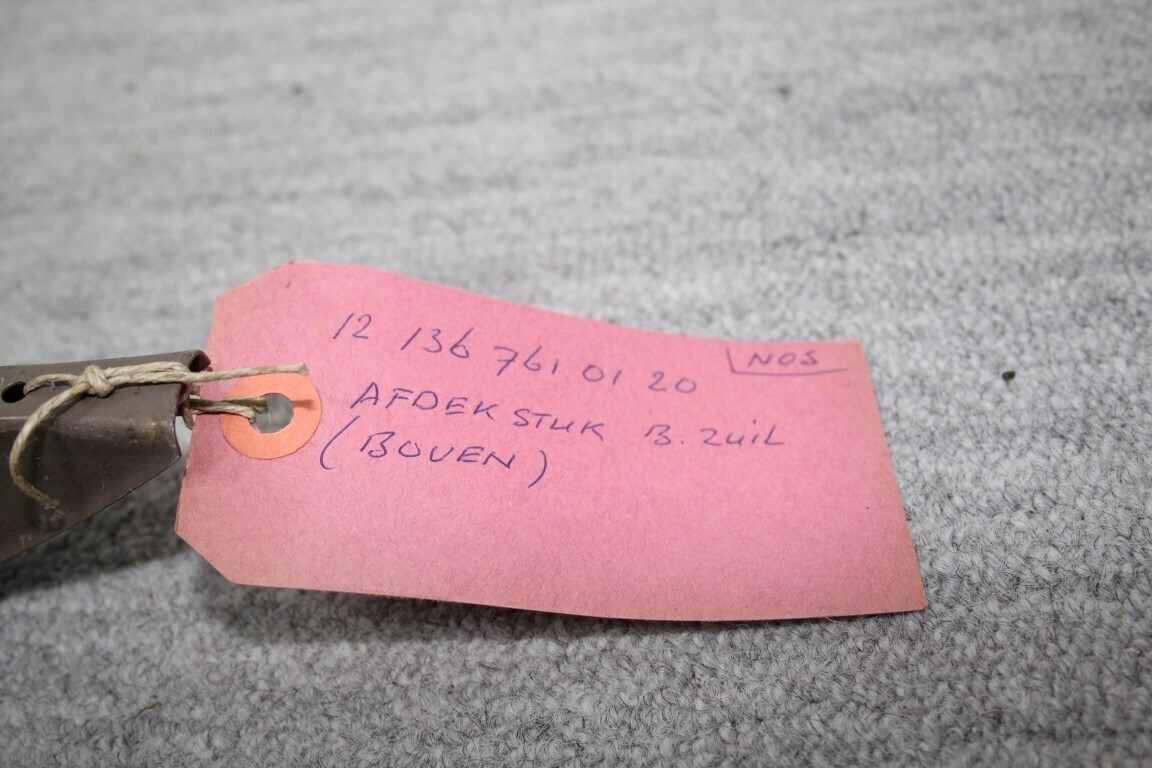 12 136 761 01 20 NOS
AFDEKSTUK B. ZUIL
(BOVEN)